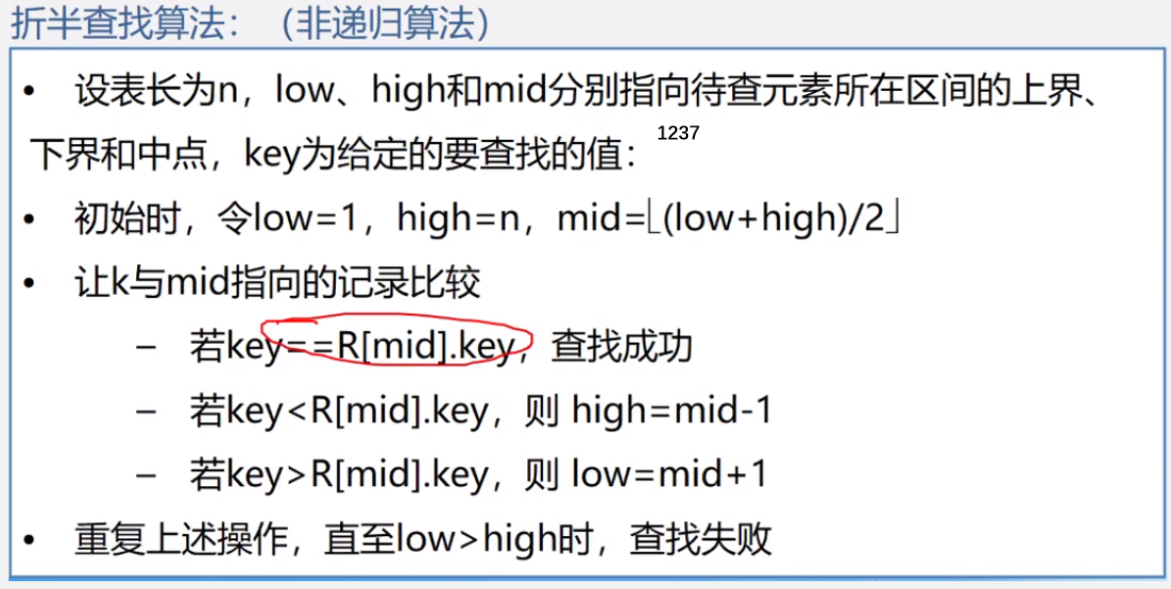 折半查找算法：（非递归算法）
• 设表长为n，low、high和mid分别指向待查元素所在区间的上界、
下界和中点，key为给定的要查找的值：
1237
• 初始时，令low=1，high=n，mid=⌊(low+high)/2⌋
• 让k与mid指向的记录比较
– 若key==R[mid].key，查找成功
– 若key<R[mid].key，则 high=mid-1
– 若key>R[mid].key，则 low=mid+1
• 重复上述操作，直至low>high时，查找失败